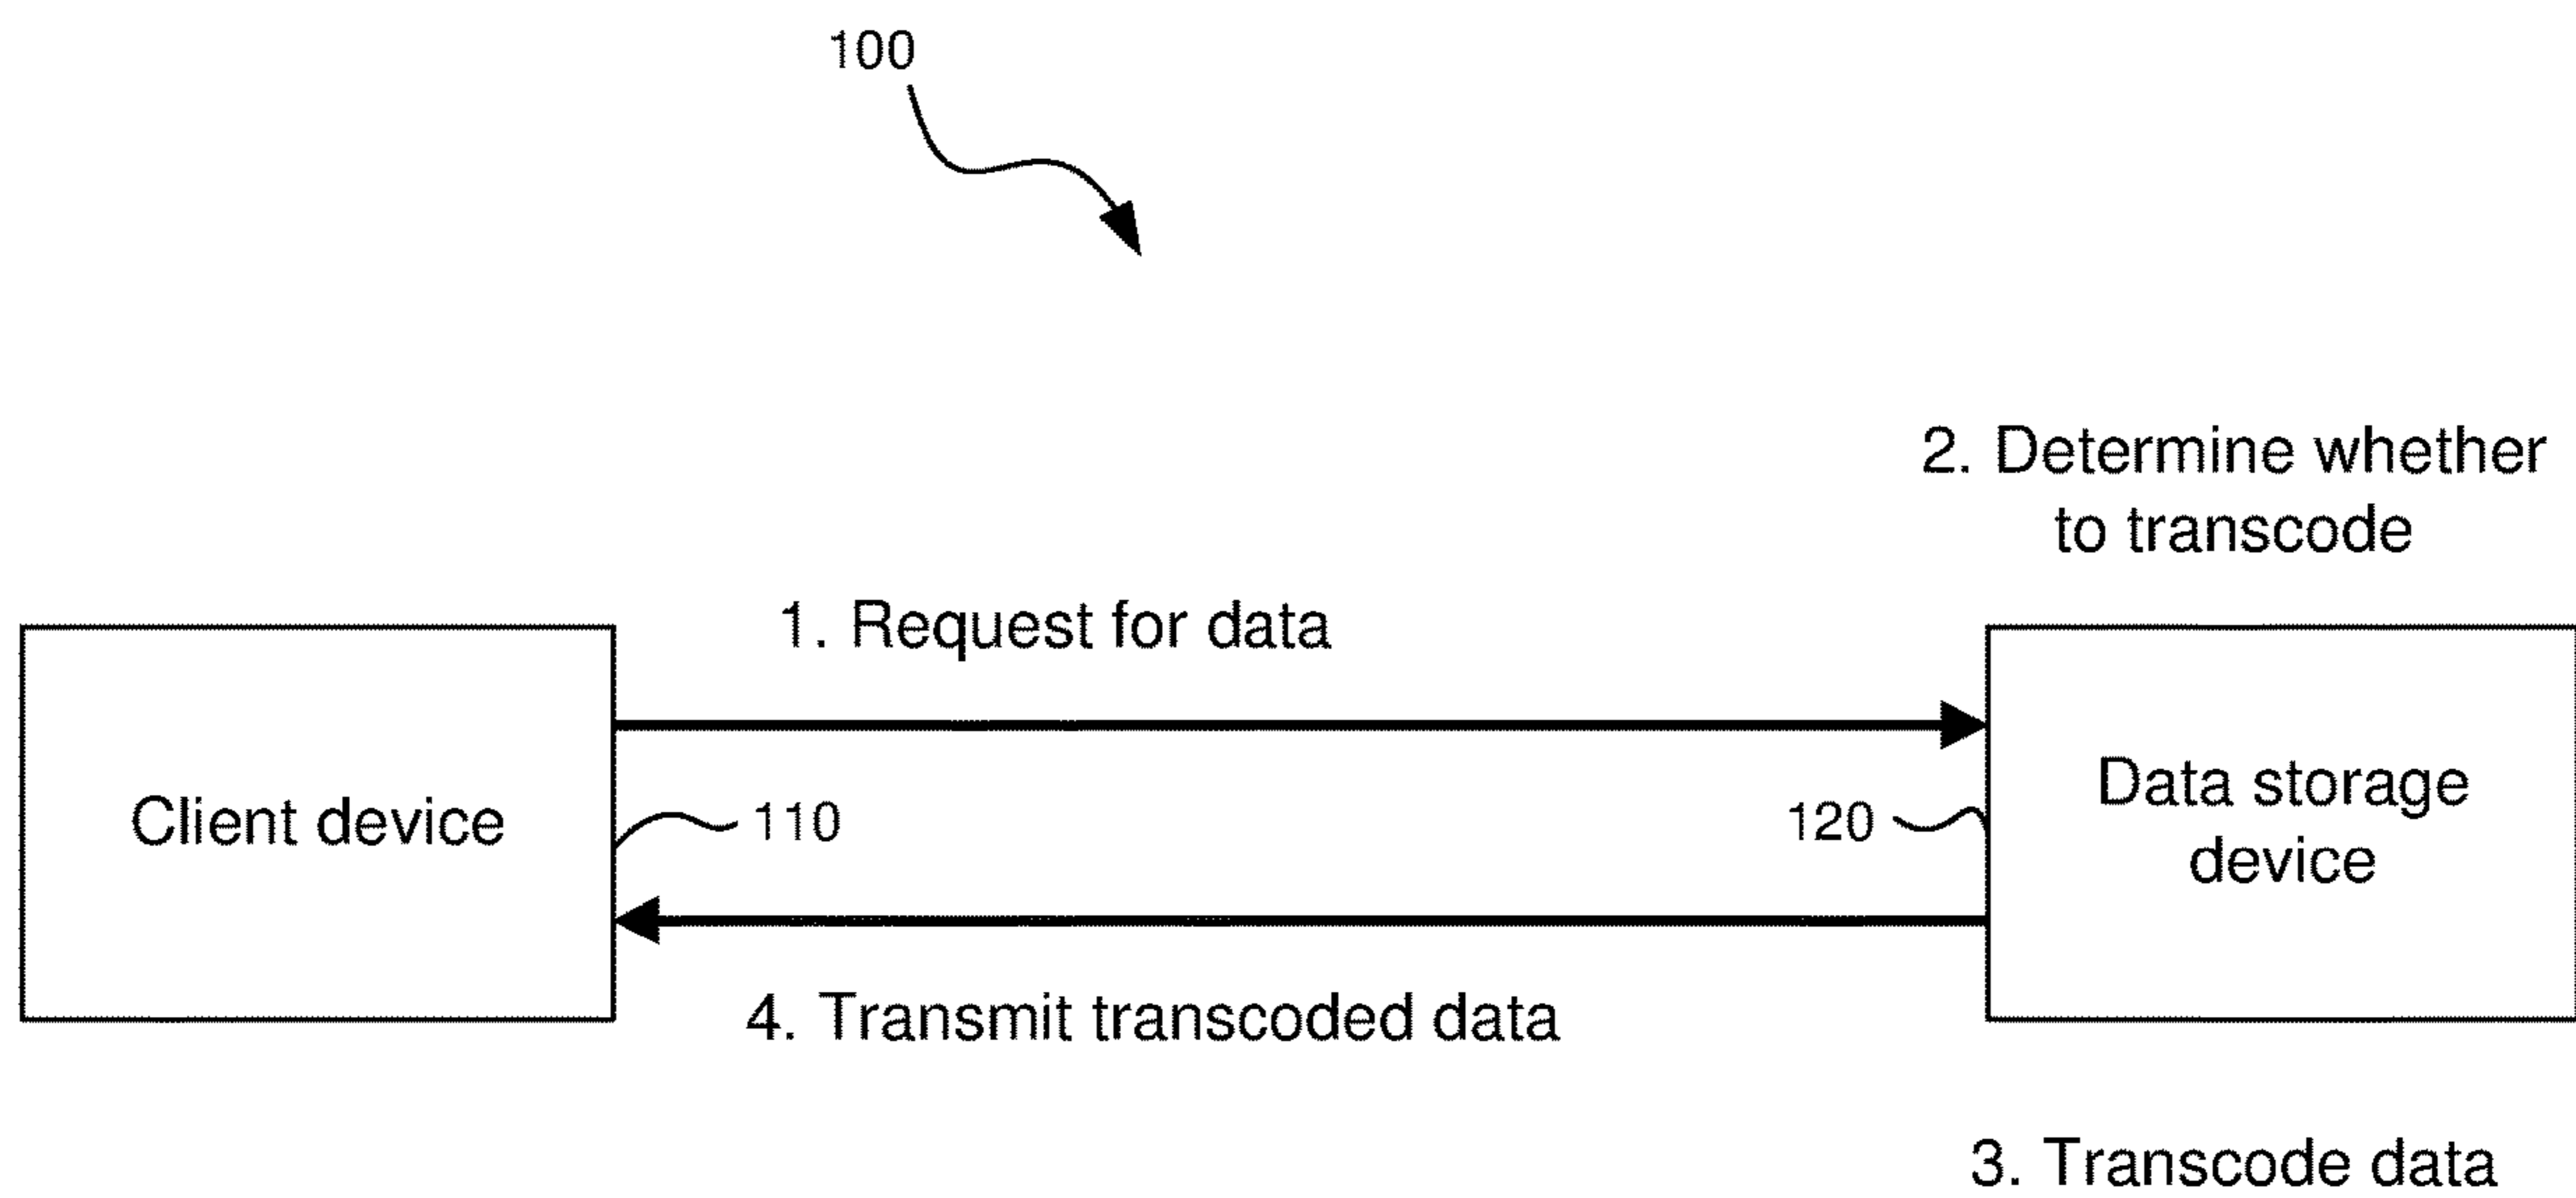 100
2. Determine whether
to transcode
1. Request for data
Client device
110
120
Data storage
device
4. Transmit transcoded data
3. Transcode data